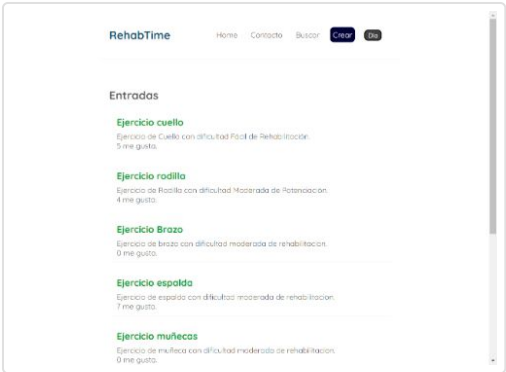 RehabTime
Home Contacto Buscar Crear Día
Entradas
Ejercicio cuello
Ejercicio de Cuello con dificultad Fácil de Rehabilitación.
5 me gusta.
Ejercicio rodilla
Ejercicio de Rodilla con dificultad Moderada de Potenciación.
4 me gusta.
Ejercicio Brazo
Ejercicio de brazo con dificultad moderada de rehabilitacion.
0 me gusta.
Ejercicio espalda
Ejercicio de espalda con dificultad moderada de rehabilitacion.
7 me gusta.
Ejercicio muñecas
Ejercicio de muñeca con dificultad moderada de rehabilitacion.
0 me gusta.